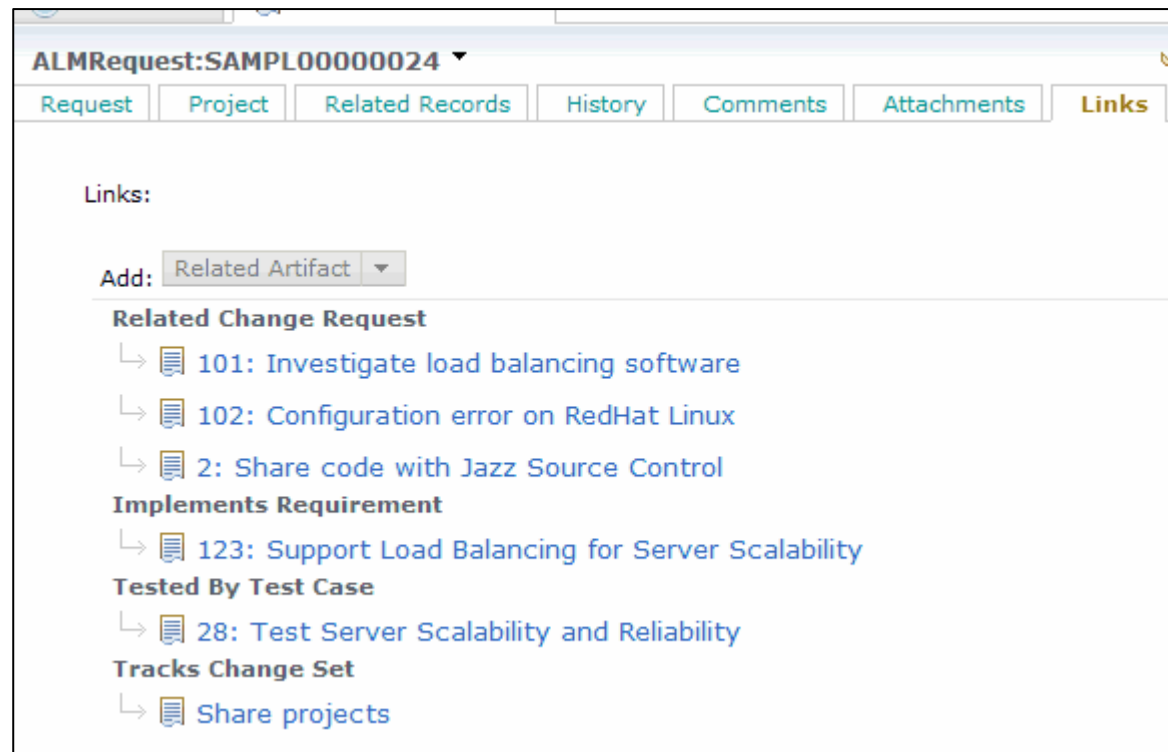 ALMRequest:SAMPL00000024
Request Project Related Records History Comments Attachments Links
Links:
Add: Related Artifact
Related Change Request
101: Investigate load balancing software
102: Configuration error on RedHat Linux
2: Share code with Jazz Source Control
Implements Requirement
123: Support Load Balancing for Server Scalability
Tested By Test Case
28: Test Server Scalability and Reliability
Tracks Change Set
Share projects